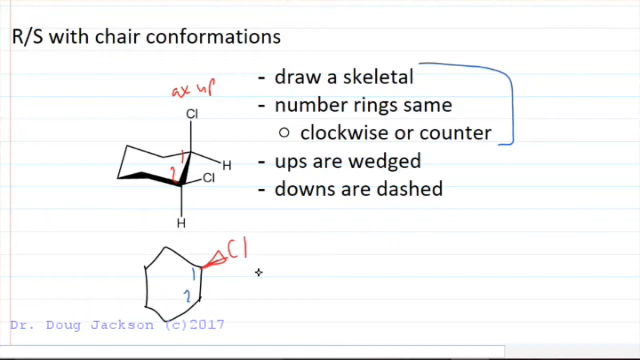 R/S with chair conformations
- draw a skeletal
- number rings same
o clockwise or counter
- ups are wedged
- downs are dashed
ax up
Cl
1
H
2
Cl
H
Cl
1
2
Dr. Doug Jackson (c)2017